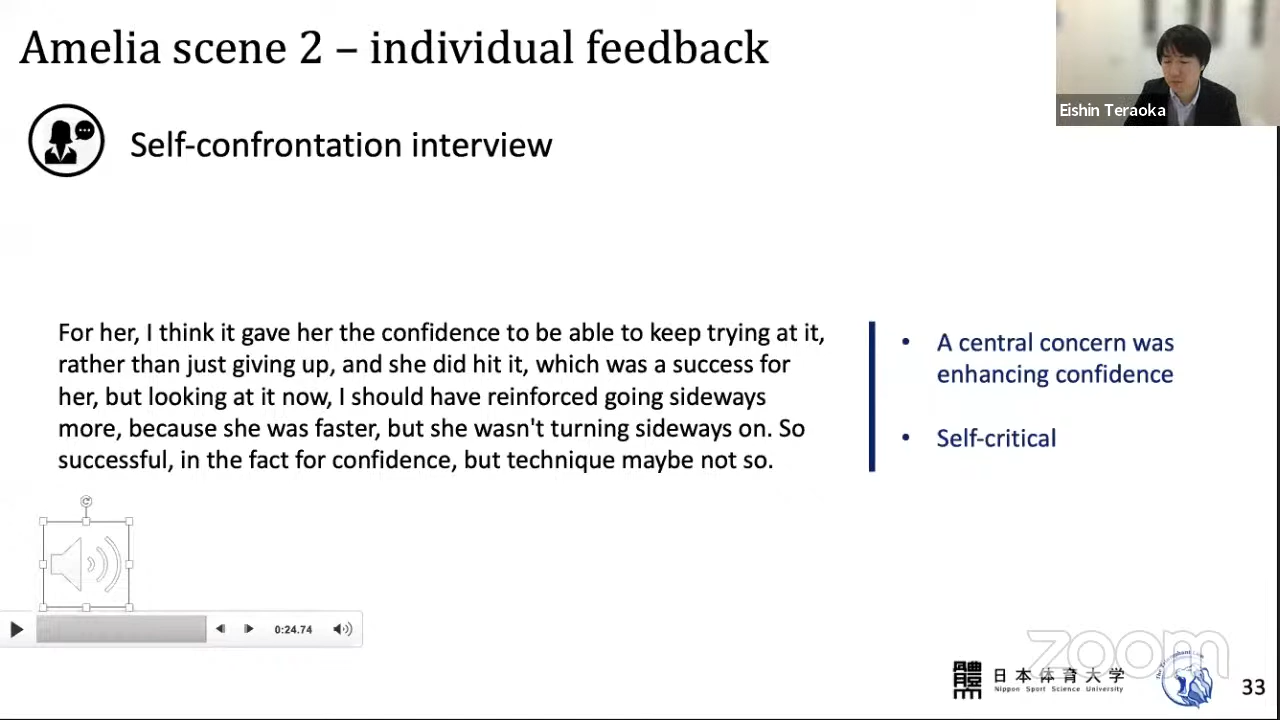 Amelia scene 2 – individual feedback
Eishin Teraoka
Self-confrontation interview
For her, I think it gave her the confidence to be able to keep trying at it,
rather than just giving up, and she did hit it, which was a success for
her, but looking at it now, I should have reinforced going sideways
more, because she was faster, but she wasn't turning sideways on. So
successful, in the fact for confidence, but technique maybe not so.
• A central concern was
enhancing confidence
• Self-critical
0:24.74
zoom
日本体育大学
Nippon Sport Science University
33